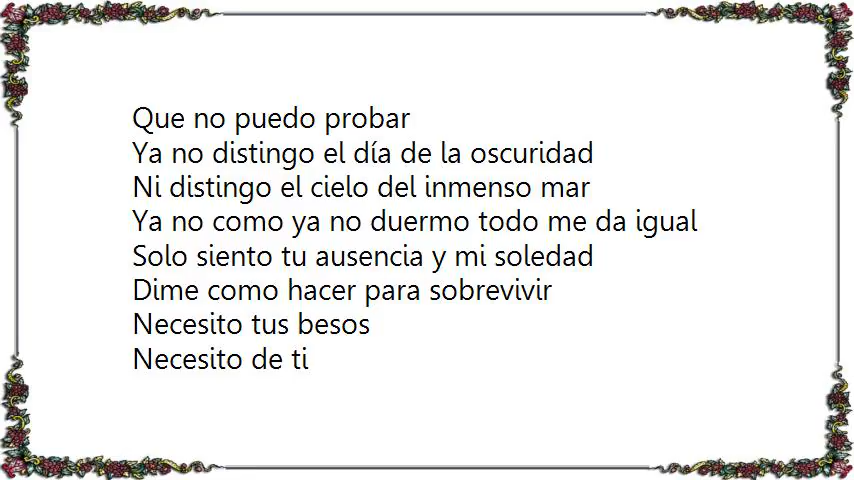 Que no puedo probar
Ya no distingo el día de la oscuridad
Ni distingo el cielo del inmenso mar
Ya no como ya no duermo todo me da igual
Solo siento tu ausencia y mi soledad
Dime como hacer para sobrevivir
Necesito tus besos
Necesito de ti